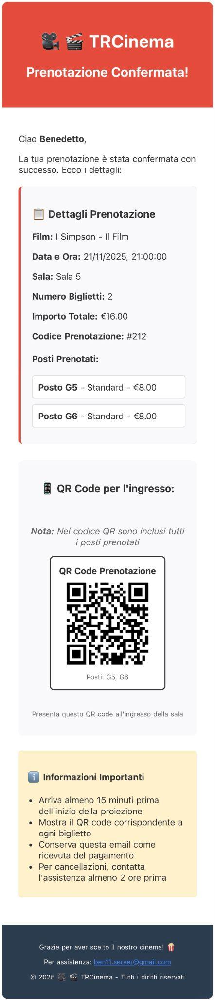 🎥 🎬 TRCinema
Prenotazione Confermata!
Ciao Benedetto,
La tua prenotazione è stata confermata con
successo. Ecco i dettagli:
📋 Dettagli Prenotazione
Film: I Simpson - Il Film
Data e Ora: 21/11/2025, 21:00:00
Sala: Sala 5
Numero Biglietti: 2
Importo Totale: €16.00
Codice Prenotazione: #212
Posti Prenotati:
Posto G5 - Standard - €8.00
Posto G6 - Standard - €8.00
📱 QR Code per l'ingresso:
Nota: Nel codice QR sono inclusi tutti
i posti prenotati
QR Code Prenotazione
Posti: G5, G6
Presenta questo QR code all'ingresso della sala
ℹ️ Informazioni Importanti
• Arriva almeno 15 minuti prima
dell'inizio della proiezione
• Mostra il QR code corrispondente a
ogni biglietto
• Conserva questa email come
ricevuta del pagamento
• Per cancellazioni, contatta
l'assistenza almeno 2 ore prima
Grazie per aver scelto il nostro cinema! 🍿
Per assistenza: ben11.server@gmail.com
© 2025 🎥 🎬 TRCinema - Tutti i diritti riservati